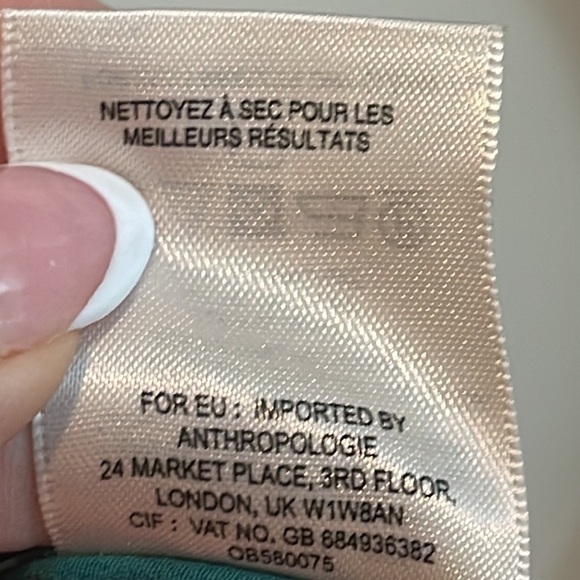 NETTOYEZ À SEC POUR LES
MEILLEURS RÉSULTATS
FOR EU : IMPORTED BY
ANTHROPOLOGIE
24 MARKET PLACE, 3RD FLOOR,
LONDON, UK W1W8AN
CIF : VAT NO. GB 684936382
OB580075